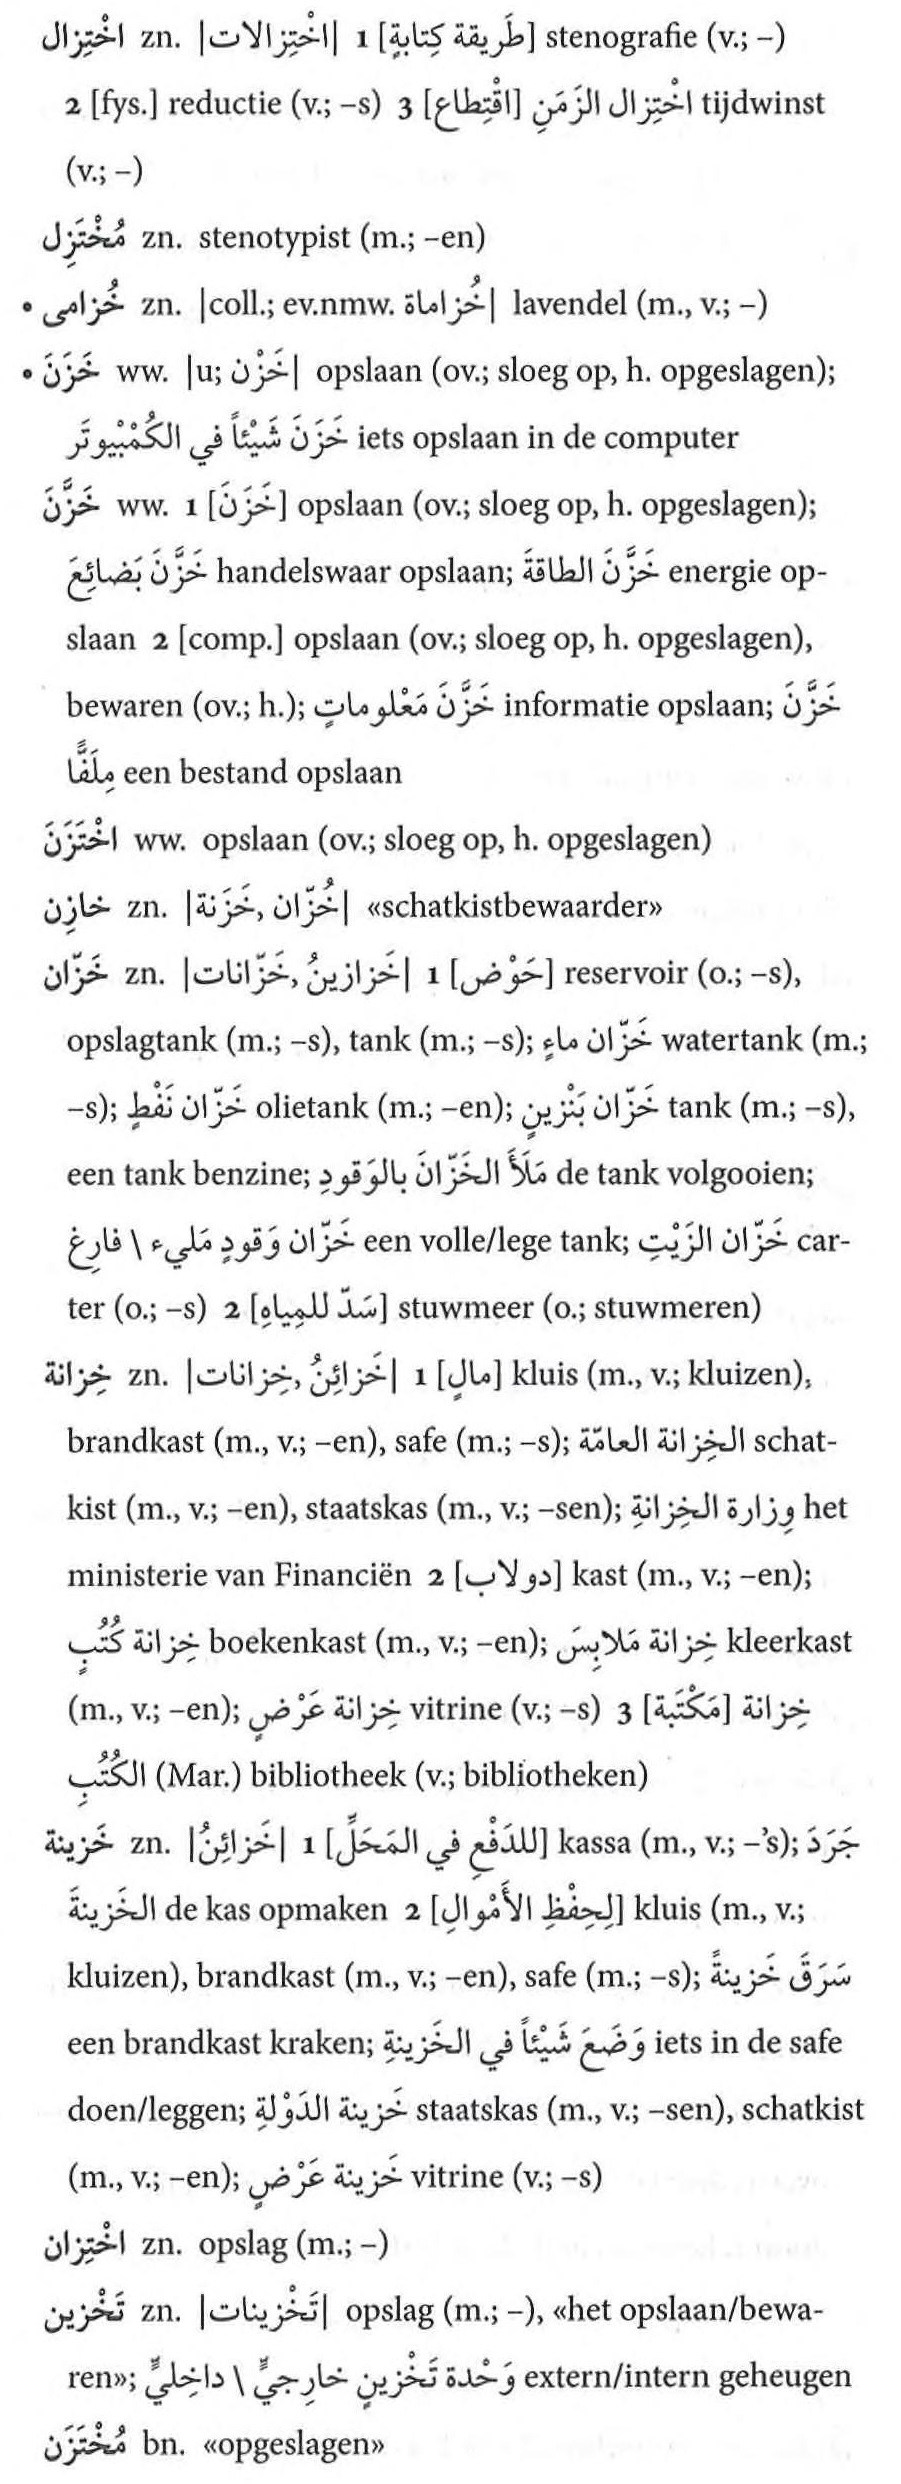 اخْتِزال zn. |اخْتِزالات| 1 [طَريقة كِتابةٍ] stenografie (v.; –)
2 [fys.] reductie (v.; –s) 3 [اقْتِطاع] اخْتِزال الزَمَنِ tijdwinst
(v.; –)
مُخْتَزِل zn. stenotypist (m.; –en)
• خُزامى zn. |coll.; ev.nmw. خُزاماة| lavendel (m., v.; –)
• خَزَنَ ww. |u; خَزْن| opslaan (ov.; sloeg op, h. opgeslagen);
خَزَنَ شَيْئاً في الكُمْبْيوتَر iets opslaan in de computer
خَزَّنَ ww. 1 [خَزَنَ] opslaan (ov.; sloeg op, h. opgeslagen);
خَزَّنَ بَضائِعَ handelswaar opslaan; خَزَّنَ الطاقةَ energie op-
slaan 2 [comp.] opslaan (ov.; sloeg op, h. opgeslagen),
bewaren (ov.; h.); خَزَّنَ مَعْلوماتٍ informatie opslaan; خَزَّنَ
مِلَفًّا een bestand opslaan
اخْتَزَنَ ww. opslaan (ov.; sloeg op, h. opgeslagen)
خازِن zn. |خُزّان, خَزَنة| «schatkistbewaarder»
خَزّان zn. |خَزازينُ, خَزّانات| 1 [حَوْض] reservoir (o.; –s),
opslagtank (m.; –s), tank (m.; –s); خَزّان ماءٍ watertank (m.;
–s); خَزّان نَفْطٍ olietank (m.; –en); خَزّان بَنْزينٍ tank (m.; –s),
een tank benzine; مَلَأَ الخَزّانَ بالوَقودِ de tank volgooien;
خَزّان وَقودٍ مَليء \ فارِغ een volle/lege tank; خَزّان الزَيْتِ car-
ter (o.; –s) 2 [سَدّ للمِياهِ] stuwmeer (o.; stuwmeren)
خِزانة zn. |خَزائِنُ, خِزانات| 1 [مالٍ] kluis (m., v.; kluizen),
brandkast (m., v.; –en), safe (m.; –s); الخِزانة العامّة schat-
kist (m., v.; –en), staatskas (m., v.; –sen); وِزارة الخِزانةِ het
ministerie van Financiën 2 [دولاب] kast (m., v.; –en);
خِزانة كُتُبٍ boekenkast (m., v.; –en); خِزانة مَلابِسَ kleerkast
(m., v.; –en); خِزانة عَرْضٍ vitrine (v.; –s) 3 [مَكْتَبة] خِزانة
الكُتُبِ (Mar.) bibliotheek (v.; bibliotheken)
خَزينة zn. |خَزائِنُ| 1 [للدَفْعِ في المَحَلِّ] kassa (m., v.; –’s); جَرَدَ
الخَزينةَ de kas opmaken 2 [لِحِفْظِ الأَمْوالِ] kluis (m., v.;
kluizen), brandkast (m., v.; –en), safe (m.; –s); سَرَقَ خَزينةً
een brandkast kraken; وَضَعَ شَيْئاً في الخَزينةِ iets in de safe
doen/leggen; خَزينة الدَوْلةِ staatskas (m., v.; –sen), schatkist
(m., v.; –en); خَزينة عَرْضٍ vitrine (v.; –s)
اخْتِزان zn. opslag (m.; –)
تَخْزين zn. |تَخْزينات| opslag (m.; –), «het opslaan/bewa-
ren»; وَحْدة تَخْزينٍ خارِجيٍّ \ داخِليٍّ extern/intern geheugen
مُخْتَزَن bn. «opgeslagen»